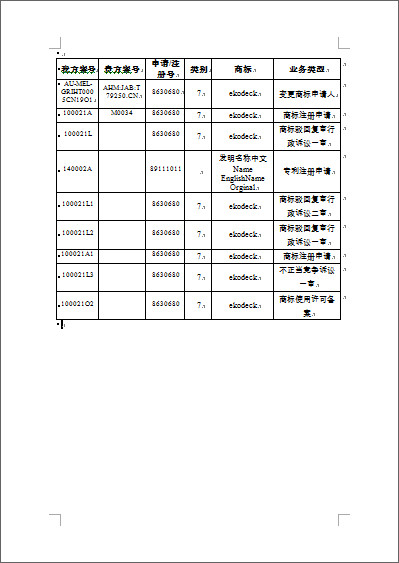 我方案号 我方案号 申请/注册号 类别 商标 业务类型
AU-MEL-GRIHT0005CN19O1 AHM:JAB:T79250.CN 8630680 7 ekodeck 变更商标申请人
100021A M0034 8630680 7 ekodeck 商标注册申请
100021L 8630680 7 ekodeck 商标驳回复审行政诉讼一审
140002A 89111011 发明名称中文Name EnglishName Orginal 专利注册申请
100021L1 8630680 7 ekodeck 商标驳回复审行政诉讼二审
100021L2 8630680 7 ekodeck 商标驳回复审行政诉讼一审
100021A1 8630680 7 ekodeck 商标注册申请
100021L3 8630680 7 ekodeck 不正当竞争诉讼一审
100021O2 8630680 7 ekodeck 商标使用许可备案